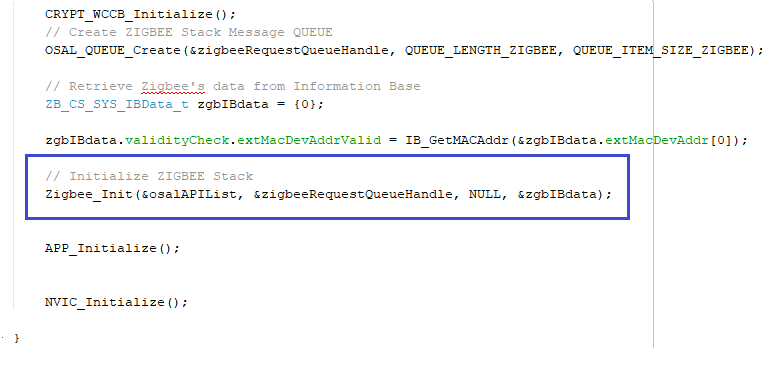 CRYPT_WCCB_Initialize();
// Create ZIGBEE Stack Message QUEUE
OSAL_QUEUE_Create(&zigbeeRequestQueueHandle, QUEUE_LENGTH_ZIGBEE, QUEUE_ITEM_SIZE_ZIGBEE);
// Retrieve Zigbee's data from Information Base
ZB_CS_SYS_IBData_t zgbIBdata = {0};
zgbIBdata.validityCheck.extMacDevAddrValid = IB_GetMACAddr(&zgbIBdata.extMacDevAddr[0]);
// Initialize ZIGBEE Stack
Zigbee_Init(&osalAPIList, &zigbeeRequestQueueHandle, NULL, &zgbIBdata);
APP_Initialize();
NVIC_Initialize();
}